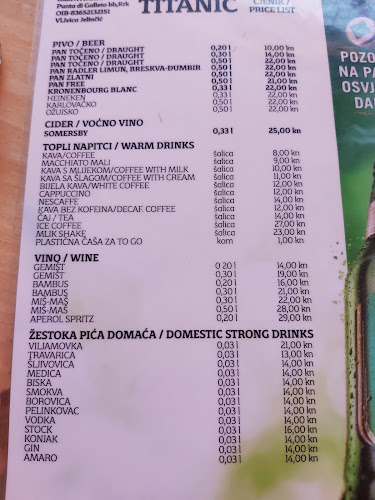 Punta di Galleto bb, Krk
OIB-83652132151
Vl.Ivica Jelinčić
TITANIC
CJENIK /
PRICE LIST
PIVO / BEER
PAN TOČENO / DRAUGHT 0,20 l 10,00 kn
PAN TOČENO / DRAUGHT 0,30 l 14,00 kn
PAN TOČENO / DRAUGHT 0,50 l 22,00 kn
PAN RADLER LIMUN, BRESKVA-ĐUMBIR 0,50 l 22,00 kn
PAN ZLATNI 0,50 l 22,00 kn
PAN FREE 0,50 l 21,00 kn
KRONENBOURG BLANC 0,33 l 22,00 kn
HEINEKEN 0,50 l 22,00 kn
KARLOVAČKO 0,50 l 22,00 kn
OŽUJSKO 0,50 l 22,00 kn
CIDER / VOĆNO VINO
SOMERSBY 0,33 l 25,00 kn
TOPLI NAPITCI / WARM DRINKS
KAVA/COFFEE šalica 8,00 kn
MACCHIATO MALI šalica 9,00 kn
KAVA S MLIJEKOM/COFFEE WITH MILK šalica 10,00 kn
KAVA SA ŠLAGOM/COFFEE WITH CREAM šalica 11,00 kn
BIJELA KAVA/WHITE COFFEE šalica 12,00 kn
CAPPUCCINO šalica 12,00 kn
NESCAFFE šalica 14,00 kn
KAVA BEZ KOFEINA/DECAF. COFFEE šalica 12,00 kn
ČAJ / TEA šalica 14,00 kn
ICE COFFEE šalica 27,00 kn
MLIK SHAKE šalica 23,00 kn
PLASTIČNA ČAŠA ZA TO GO kom 1,00 kn
VINO / WINE
GEMIŠT 0 20 l 14,00 kn
GEMIŠT 0,30 l 19,00 kn
BAMBUS 0,20 l 16,00 kn
BAMBUS 0,30 l 21,00 kn
MIŠ-MAŠ 0,30 l 22,00 kn
MIŠ-MAŠ 0,50 l 28,00 kn
APEROL SPRITZ 0,20 l 29,00 kn
ŽESTOKA PIĆA DOMAĆA / DOMESTIC STRONG DRINKS
VILJAMOVKA 0,03 l 21,00 kn
TRAVARICA 0,03 l 13,00 kn
ŠLJIVOVICA 0,03 l 14,00 kn
MEDICA 0,03 l 14,00 kn
BISKA 0,03 l 14,00 kn
SMOKVA 0,03 l 14,00 kn
BOROVICA 0,03 l 14,00 kn
PELINKOVAC 0,03 l 14,00 kn
VODKA 0,03 l 14,00 kn
STOCK 0,03 l 16,00 kn
KONJAK 0,03 l 14,00 kn
GIN 0,03 l 14,00 kn
AMARO 0,03 l 14,00 kn
POZO
NA PA
OSVJE
DAL